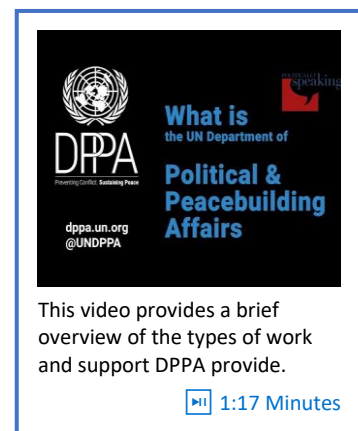 POLITICALLY
speaking
What is
the UN Department of
DPPA
Preventing Conflict. Sustaining Peace
Political &
Peacebuilding
Affairs
dppa.un.org
@UNDPPA
This video provides a brief
overview of the types of work
and support DPPA provide.
1:17 Minutes